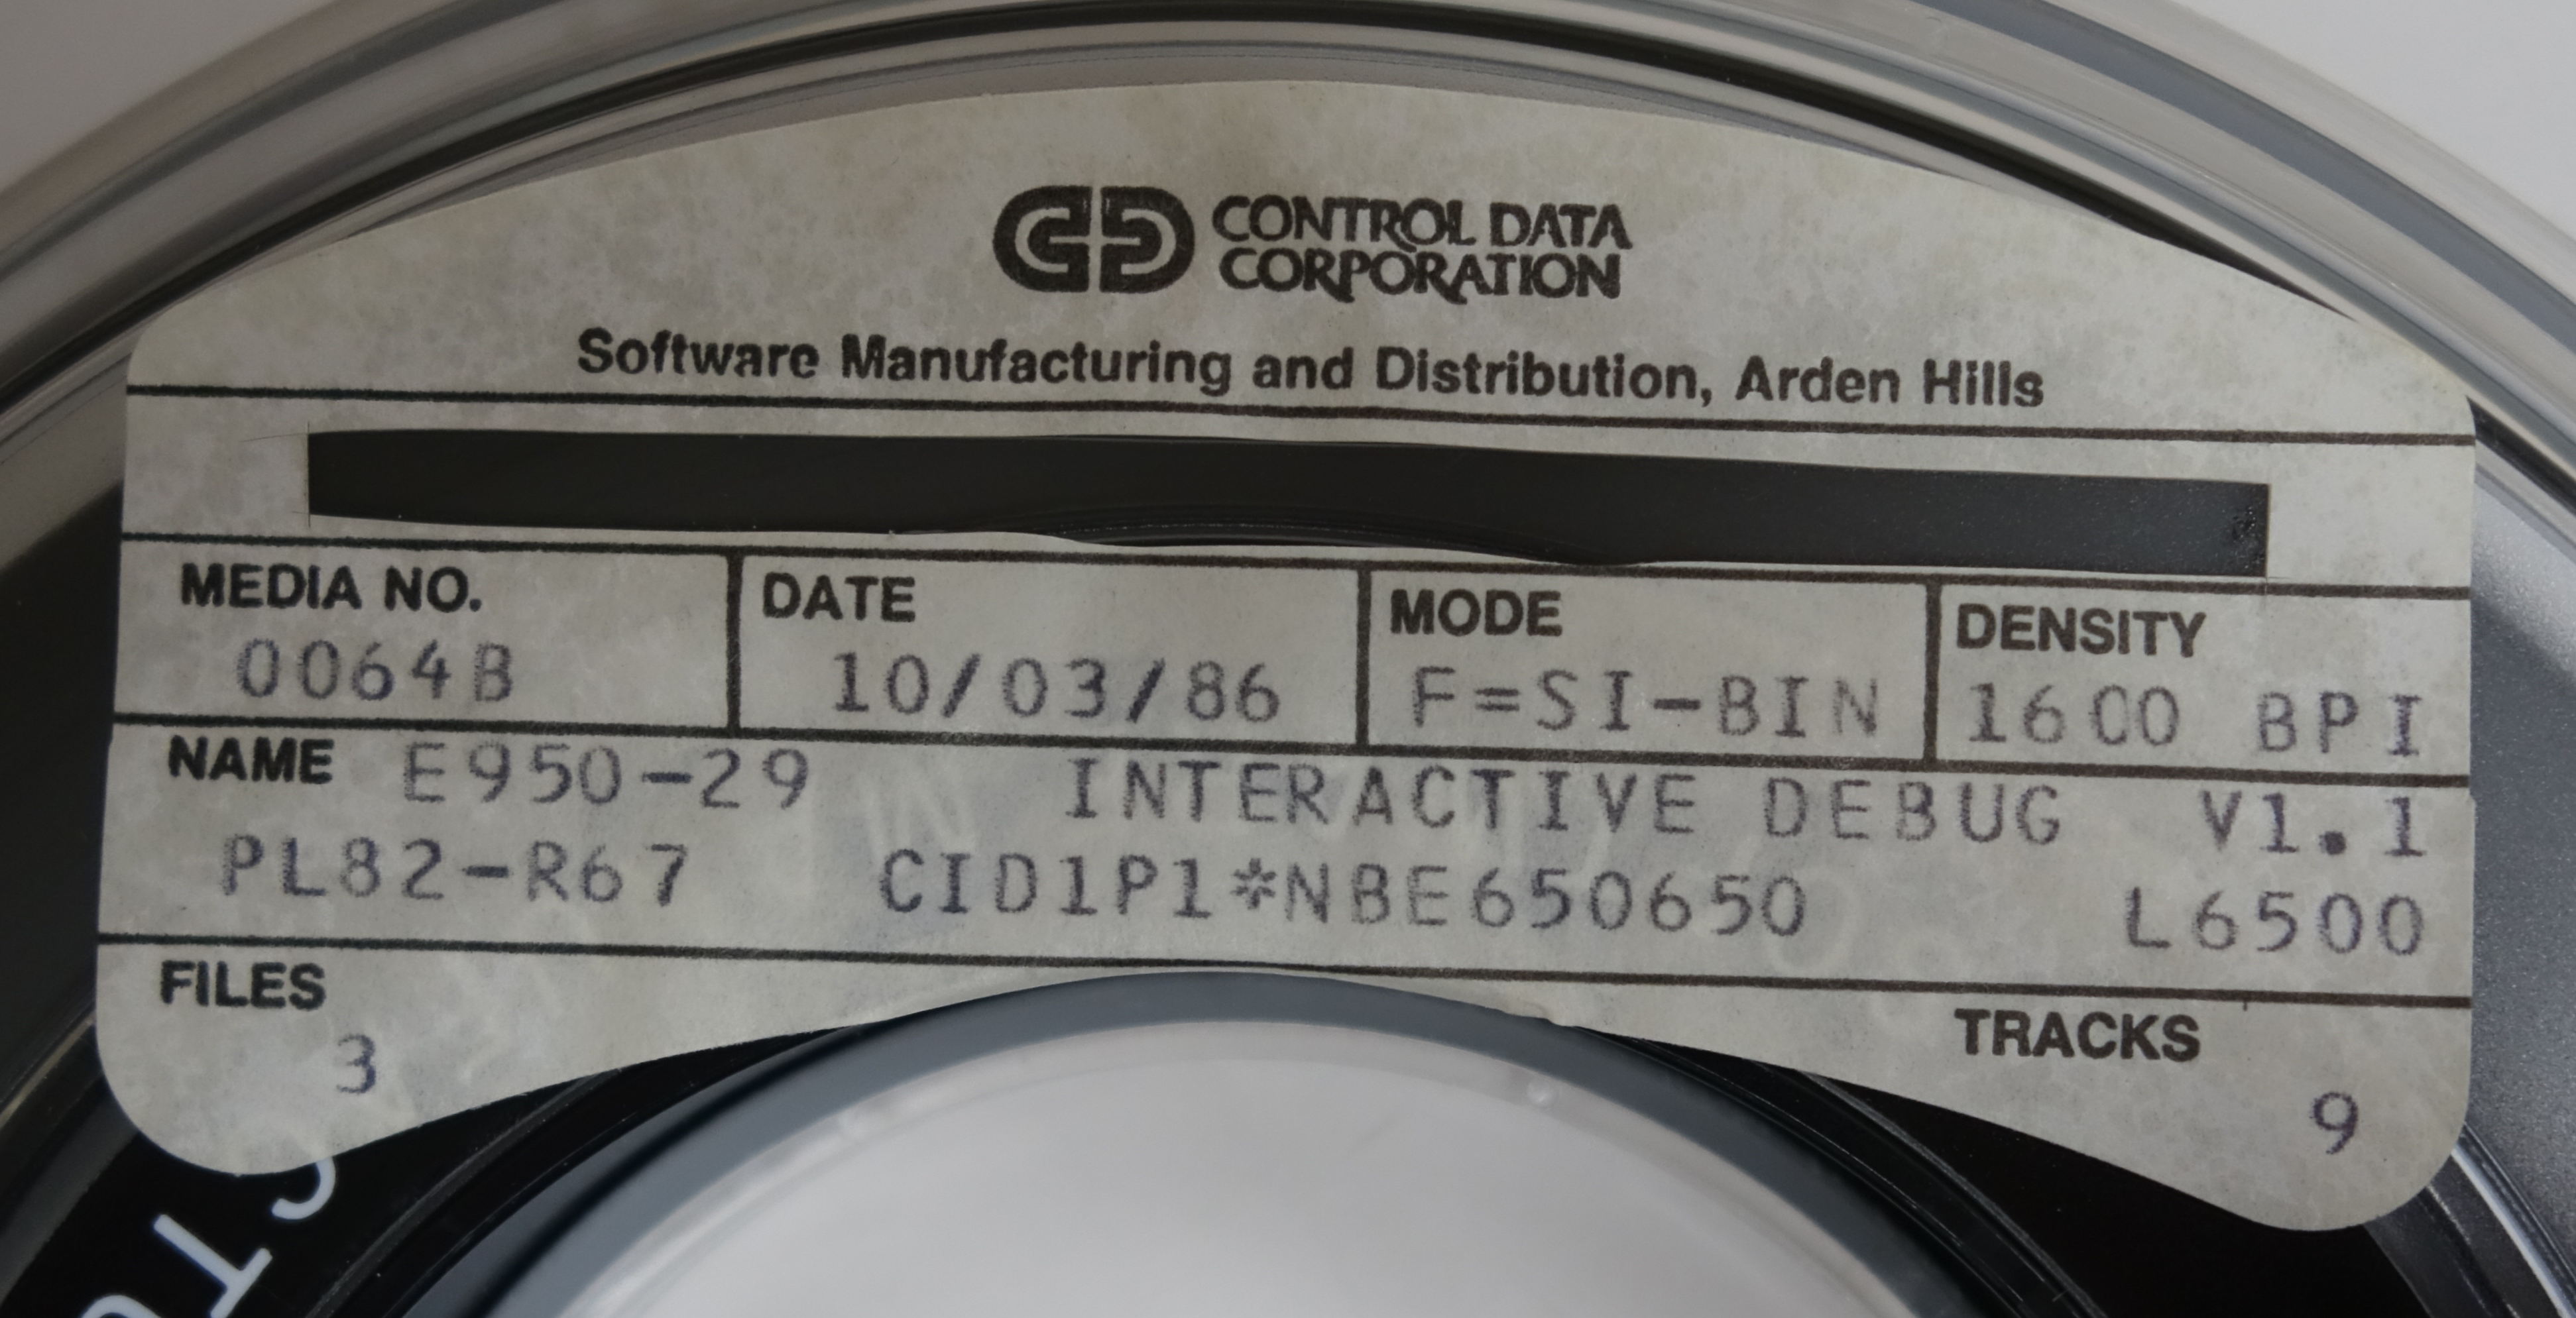 CONTROL DATA
CORPORATION
Software Manufacturing and Distribution, Arden Hills
MEDIA NO. DATE MODE DENSITY
0064B 10/03/86 F=SI-BIN 1600 BPI
NAME E950-29 INTERACTIVE DEBUG V1.1
PL82-R67 CID1P1*NBE650650 L6500
FILES TRACKS
3 9